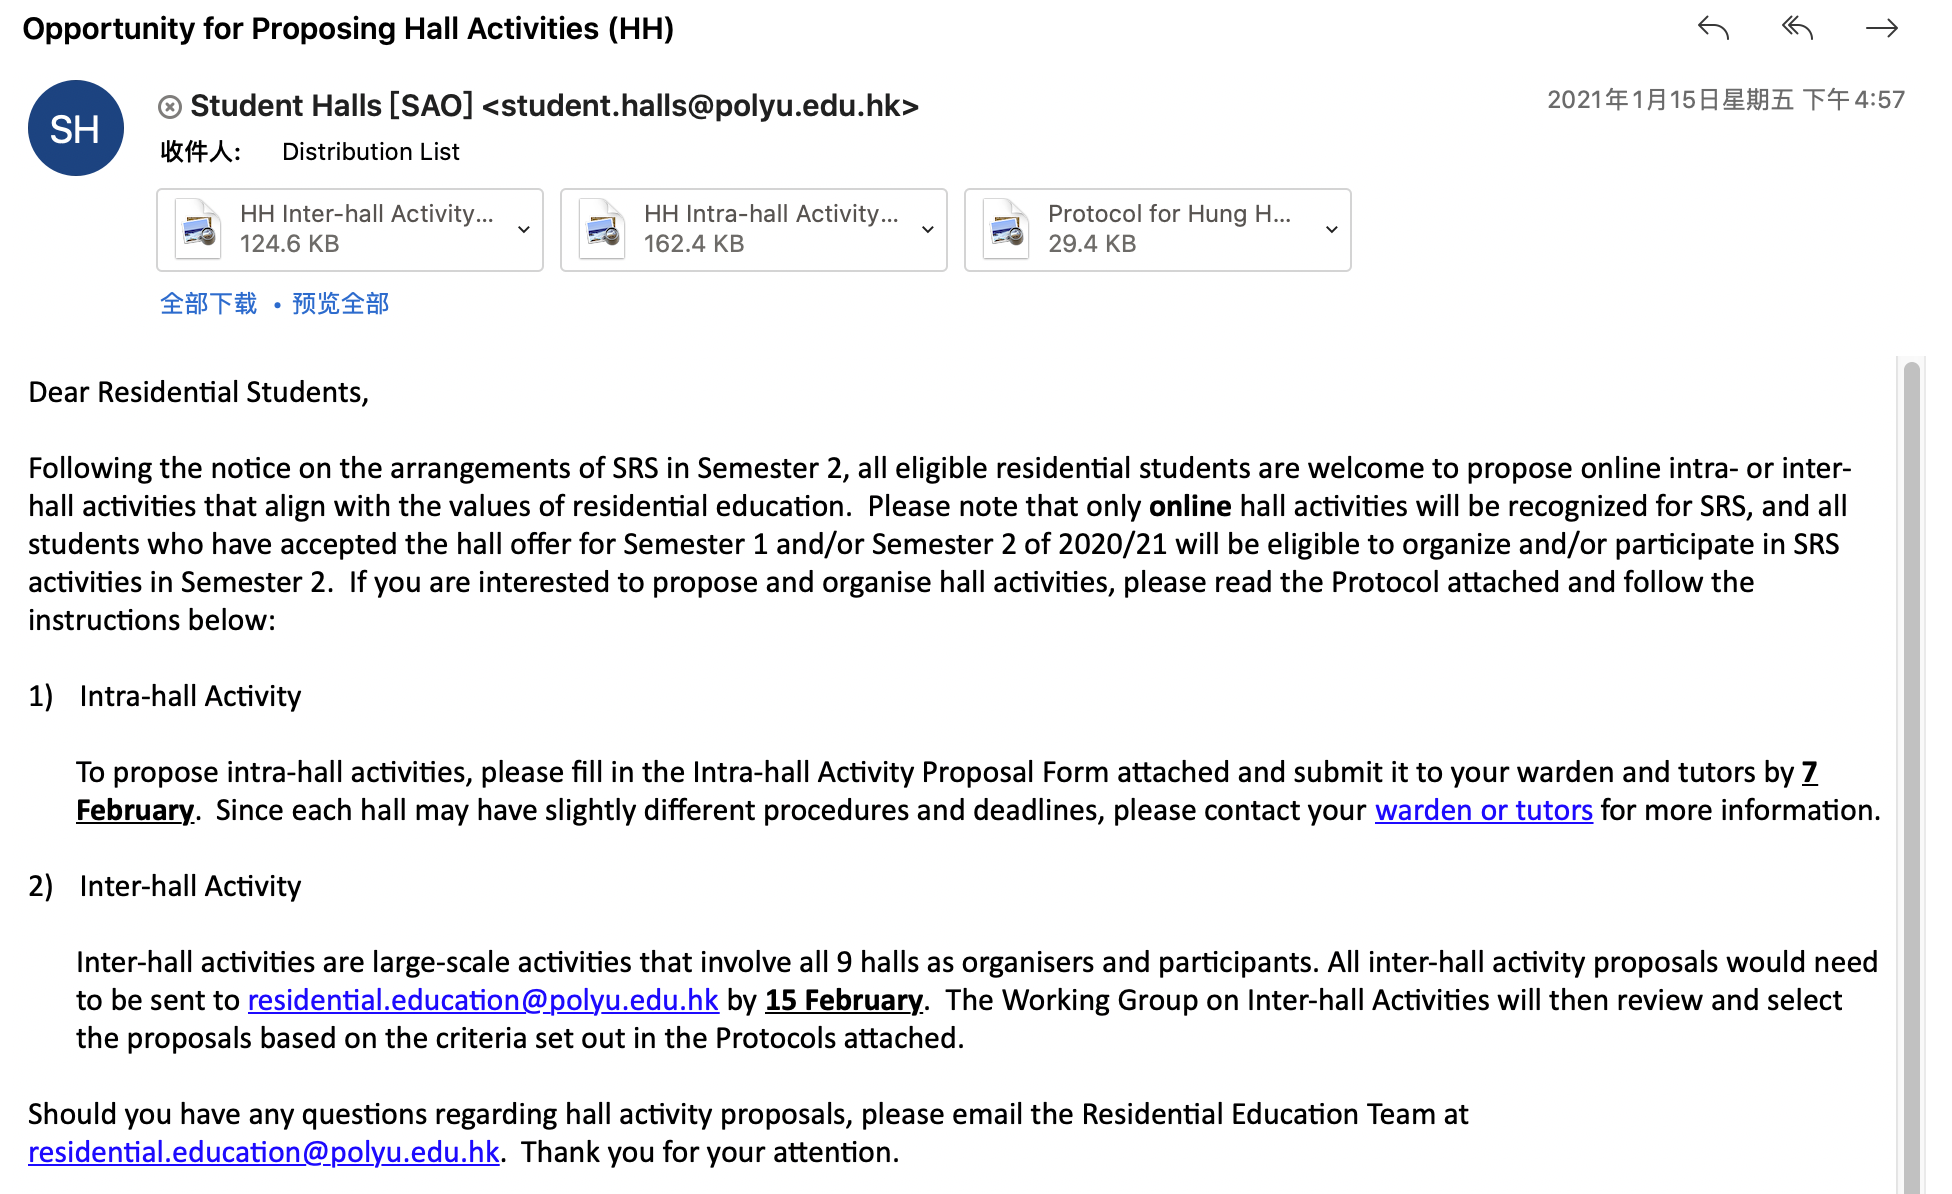 Opportunity for Proposing Hall Activities (HH)
SH
Student Halls [SAO] <student.halls@polyu.edu.hk>
2021年1月15日星期五 下午4:57
收件人: Distribution List
HH Inter-hall Activity...
124.6 KB
HH Intra-hall Activity...
162.4 KB
Protocol for Hung H...
29.4 KB
全部下载 • 预览全部
Dear Residential Students,
Following the notice on the arrangements of SRS in Semester 2, all eligible residential students are welcome to propose online intra- or inter-
hall activities that align with the values of residential education.  Please note that only online hall activities will be recognized for SRS, and all
students who have accepted the hall offer for Semester 1 and/or Semester 2 of 2020/21 will be eligible to organize and/or participate in SRS
activities in Semester 2.  If you are interested to propose and organise hall activities, please read the Protocol attached and follow the
instructions below:
1) Intra-hall Activity
To propose intra-hall activities, please fill in the Intra-hall Activity Proposal Form attached and submit it to your warden and tutors by 7
February.  Since each hall may have slightly different procedures and deadlines, please contact your warden or tutors for more information.
2) Inter-hall Activity
Inter-hall activities are large-scale activities that involve all 9 halls as organisers and participants. All inter-hall activity proposals would need
to be sent to residential.education@polyu.edu.hk by 15 February.  The Working Group on Inter-hall Activities will then review and select
the proposals based on the criteria set out in the Protocols attached.
Should you have any questions regarding hall activity proposals, please email the Residential Education Team at
residential.education@polyu.edu.hk.  Thank you for your attention.